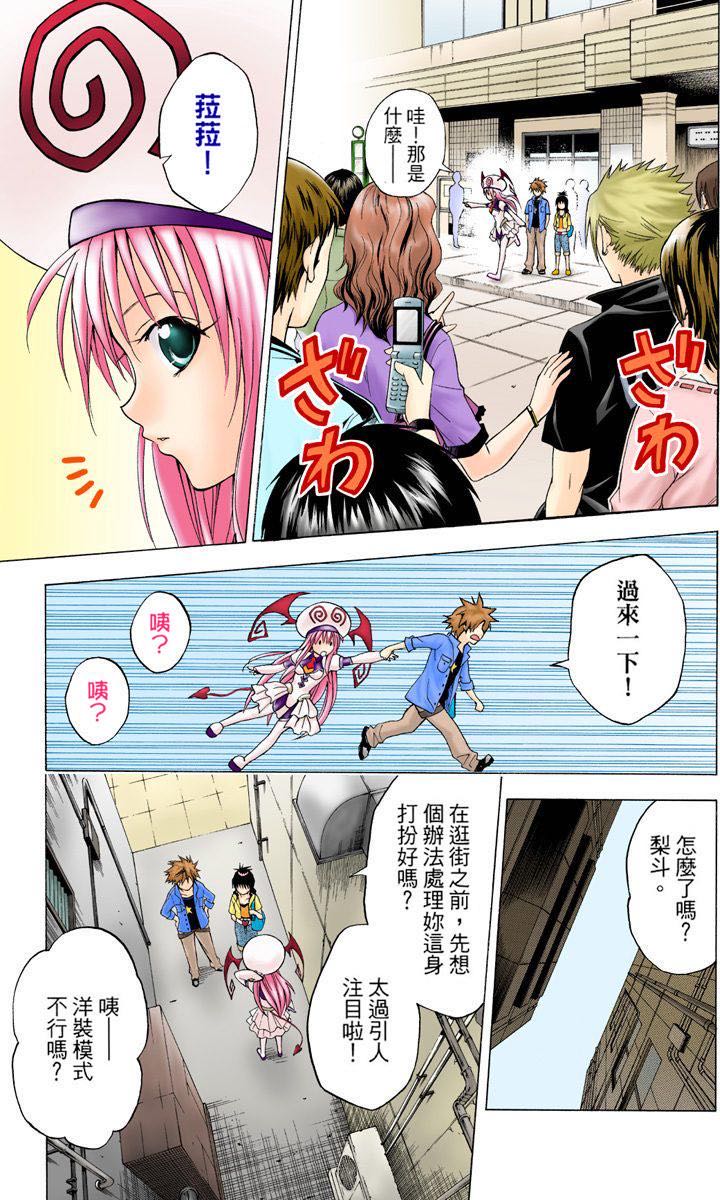 哇！那是
什麼——
ざわ
ざわ
菈菈！
過來一下！
咦？
咦？
怎麼了嗎？
梨斗。
在逛街之前，先想
個辦法處理妳這身
打扮好嗎？
太過引人
注目啦！
咦——
洋裝模式
不行嗎？